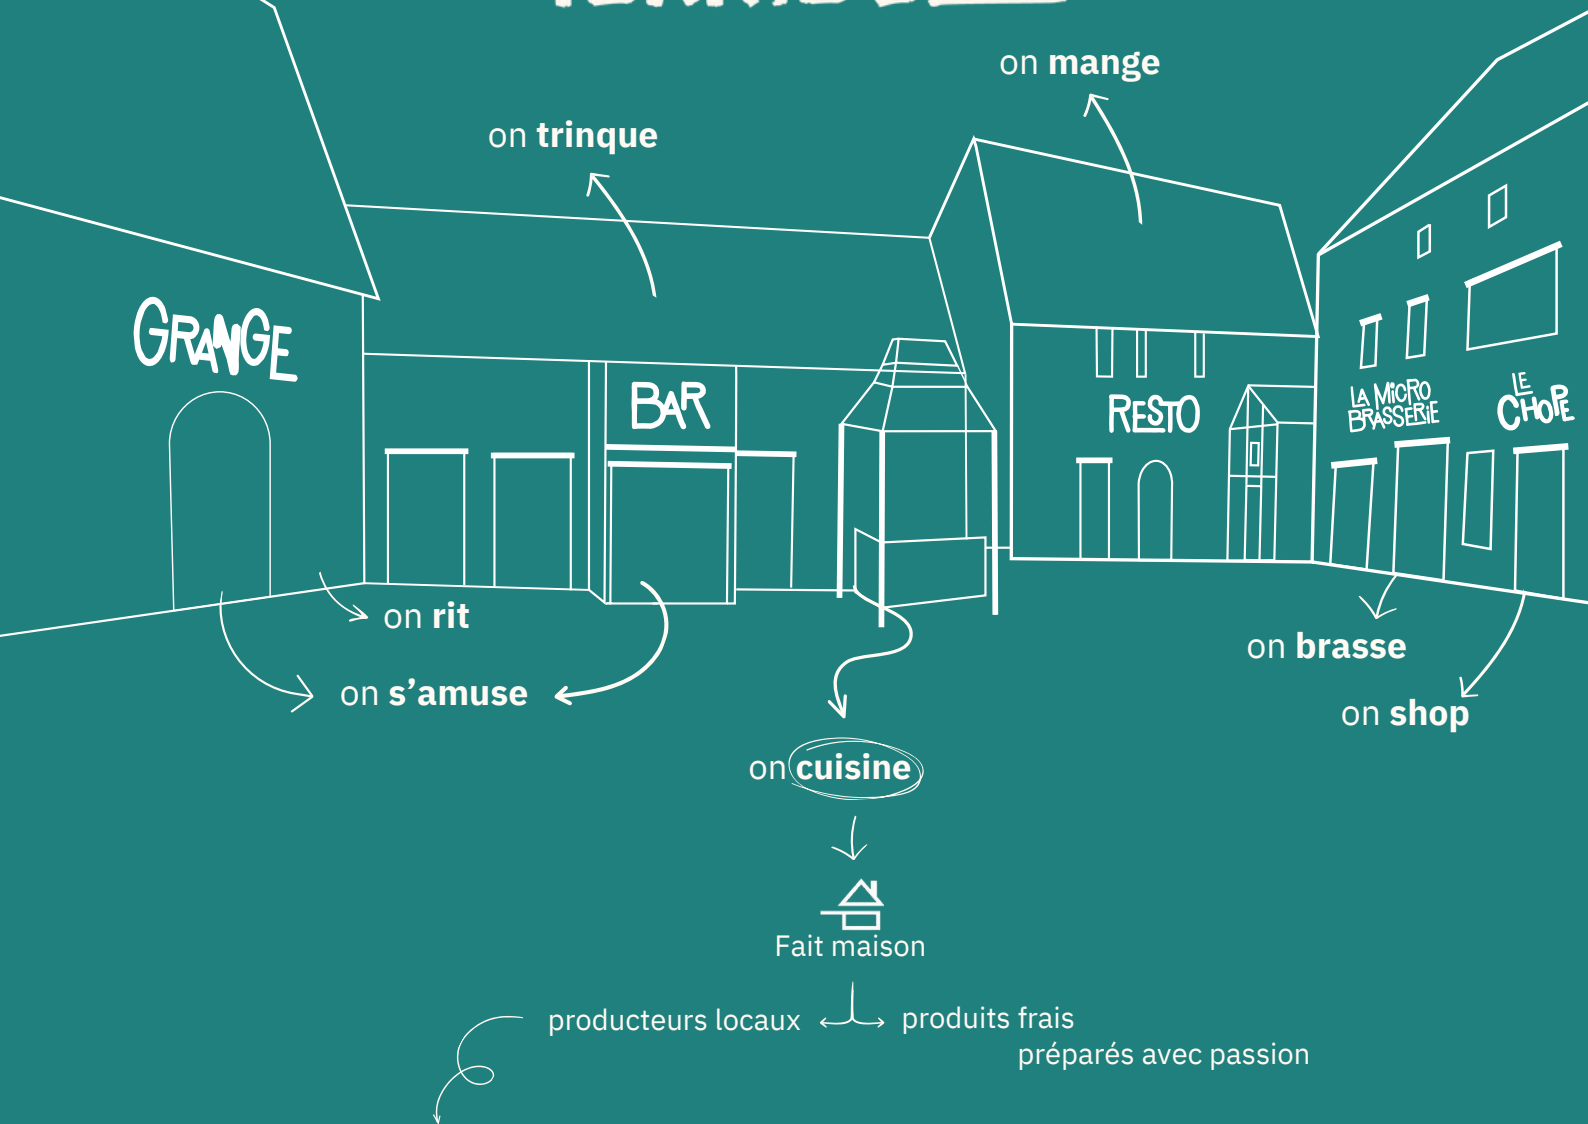 on mange
on trinque
GRANGE
BAR
RESTO
LA MICRO
BRASSERIE
LE
CHOPE
on rit
on s’amuse
on brasse
on shop
on cuisine
Fait maison
producteurs locaux
produits frais
préparés avec passion